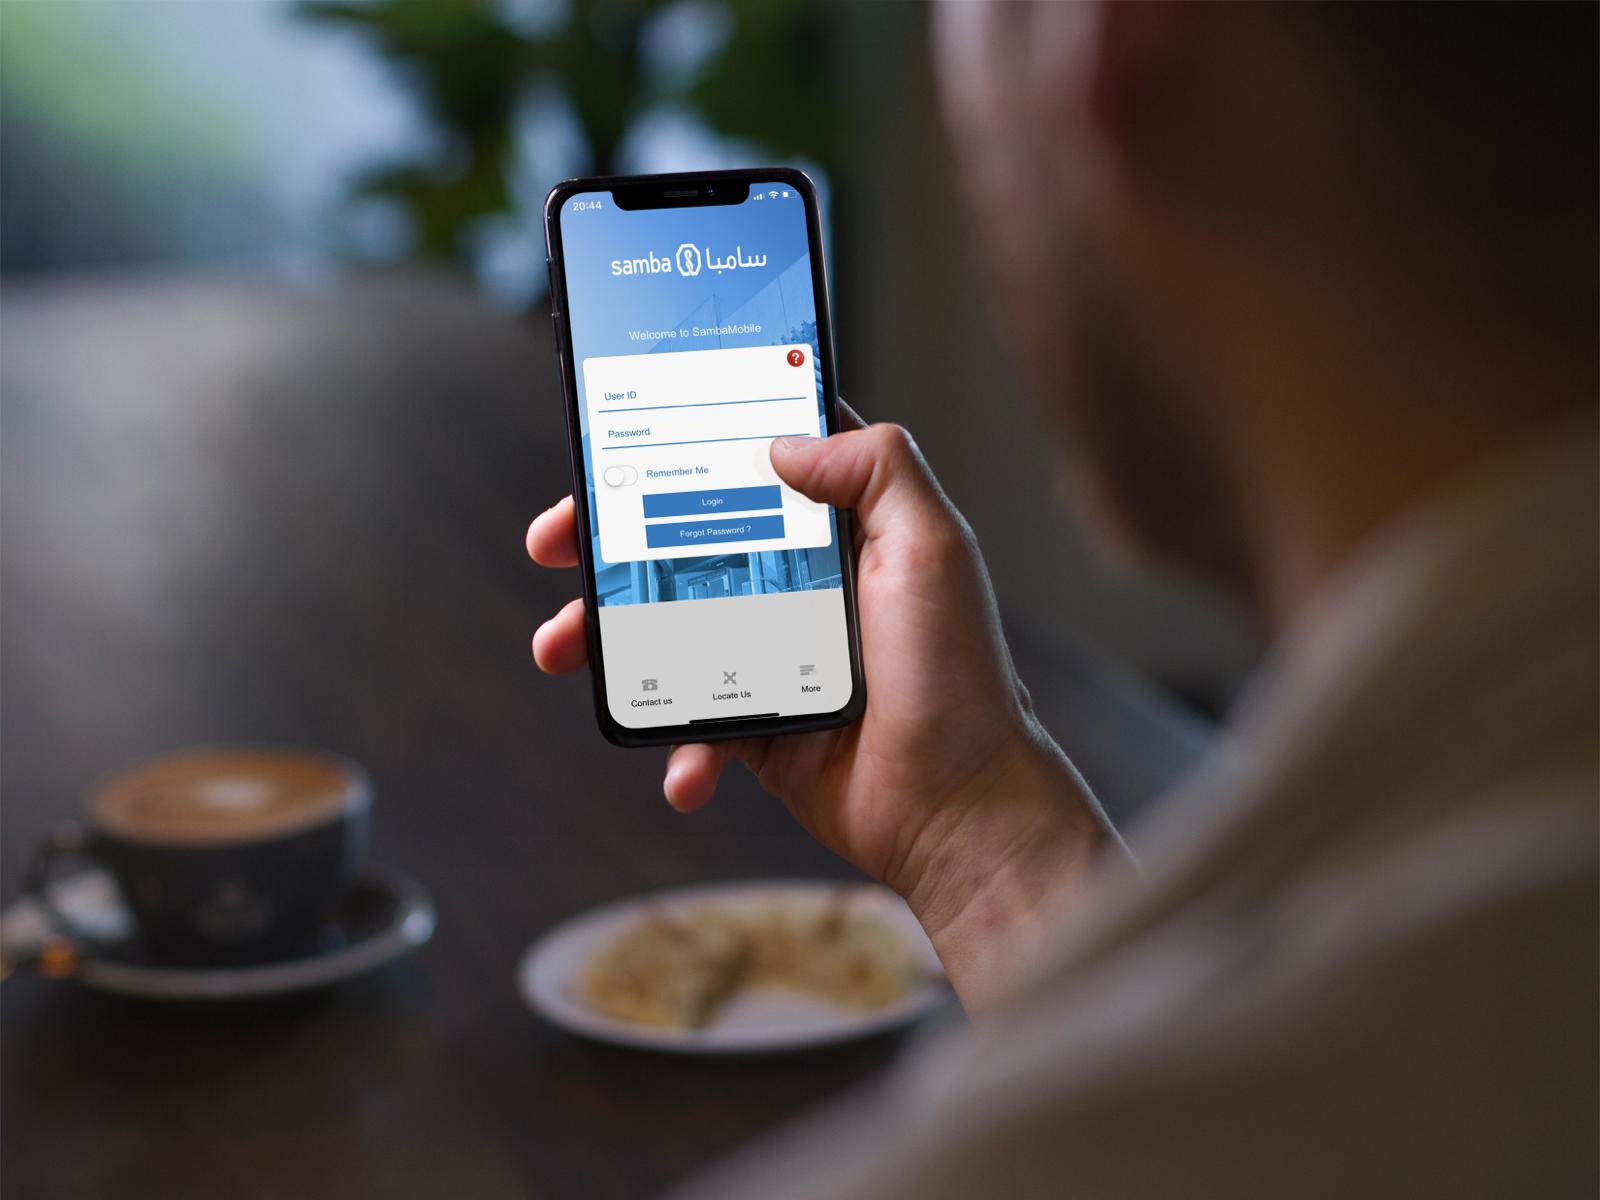 20:44
samba سامبا
Welcome to SambaMobile
?
User ID
Password
Remember Me
Login
Forgot Password ?
Contact us
Locate Us
More